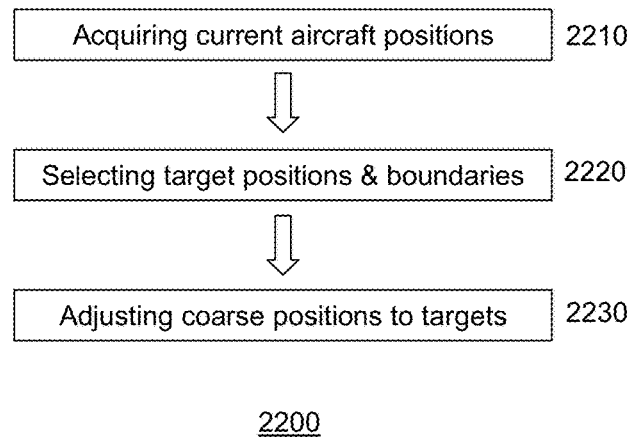 Acquiring current aircraft positions 2210
Selecting target positions & boundaries 2220
Adjusting coarse positions to targets 2230
2200